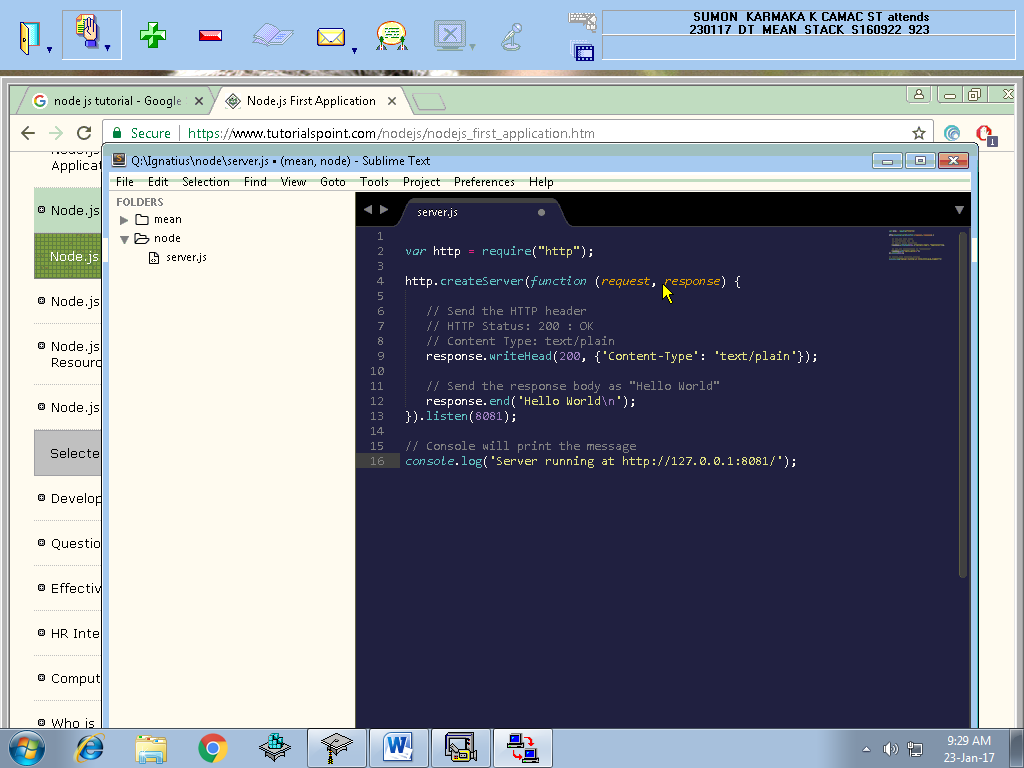 SUMON KARMAKA K CAMAC ST attends
230117 DT MEAN STACK S160922 923
node js tutorial - Google
Node.js First Application
Secure
https://www.tutorialspoint.com/nodejs/nodejs_first_application.htm
1
Applicat
Node.js
Node.js
Node.js
Node.js
Resourc
Node.js
Selecte
Develop
Questio
Effectiv
HR Inte
Comput
Who is
Q:\Ignatius\node\server.js • (mean, node) - Sublime Text
File Edit Selection Find View Goto Tools Project Preferences Help
FOLDERS
mean
node
server.js
server.js
1
2 var http = require("http");
3
4 http.createServer(function (request, response) {
5
6 // Send the HTTP header
7 // HTTP Status: 200 : OK
8 // Content Type: text/plain
9 response.writeHead(200, {'Content-Type': 'text/plain'});
10
11 // Send the response body as "Hello World"
12 response.end('Hello World\n');
13 }).listen(8081);
14
15 // Console will print the message
16 console.log('Server running at http://127.0.0.1:8081/');
9:29 AM
23-Jan-17